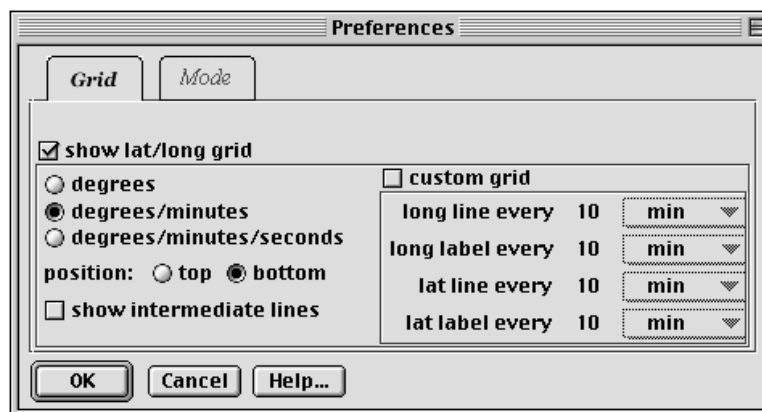 Preferences
Grid
Mode
show lat/long grid
degrees
degrees/minutes
degrees/minutes/seconds
position: top bottom
show intermediate lines
custom grid
long line every 10 min
long label every 10 min
lat line every 10 min
lat label every 10 min
OK
Cancel
Help...